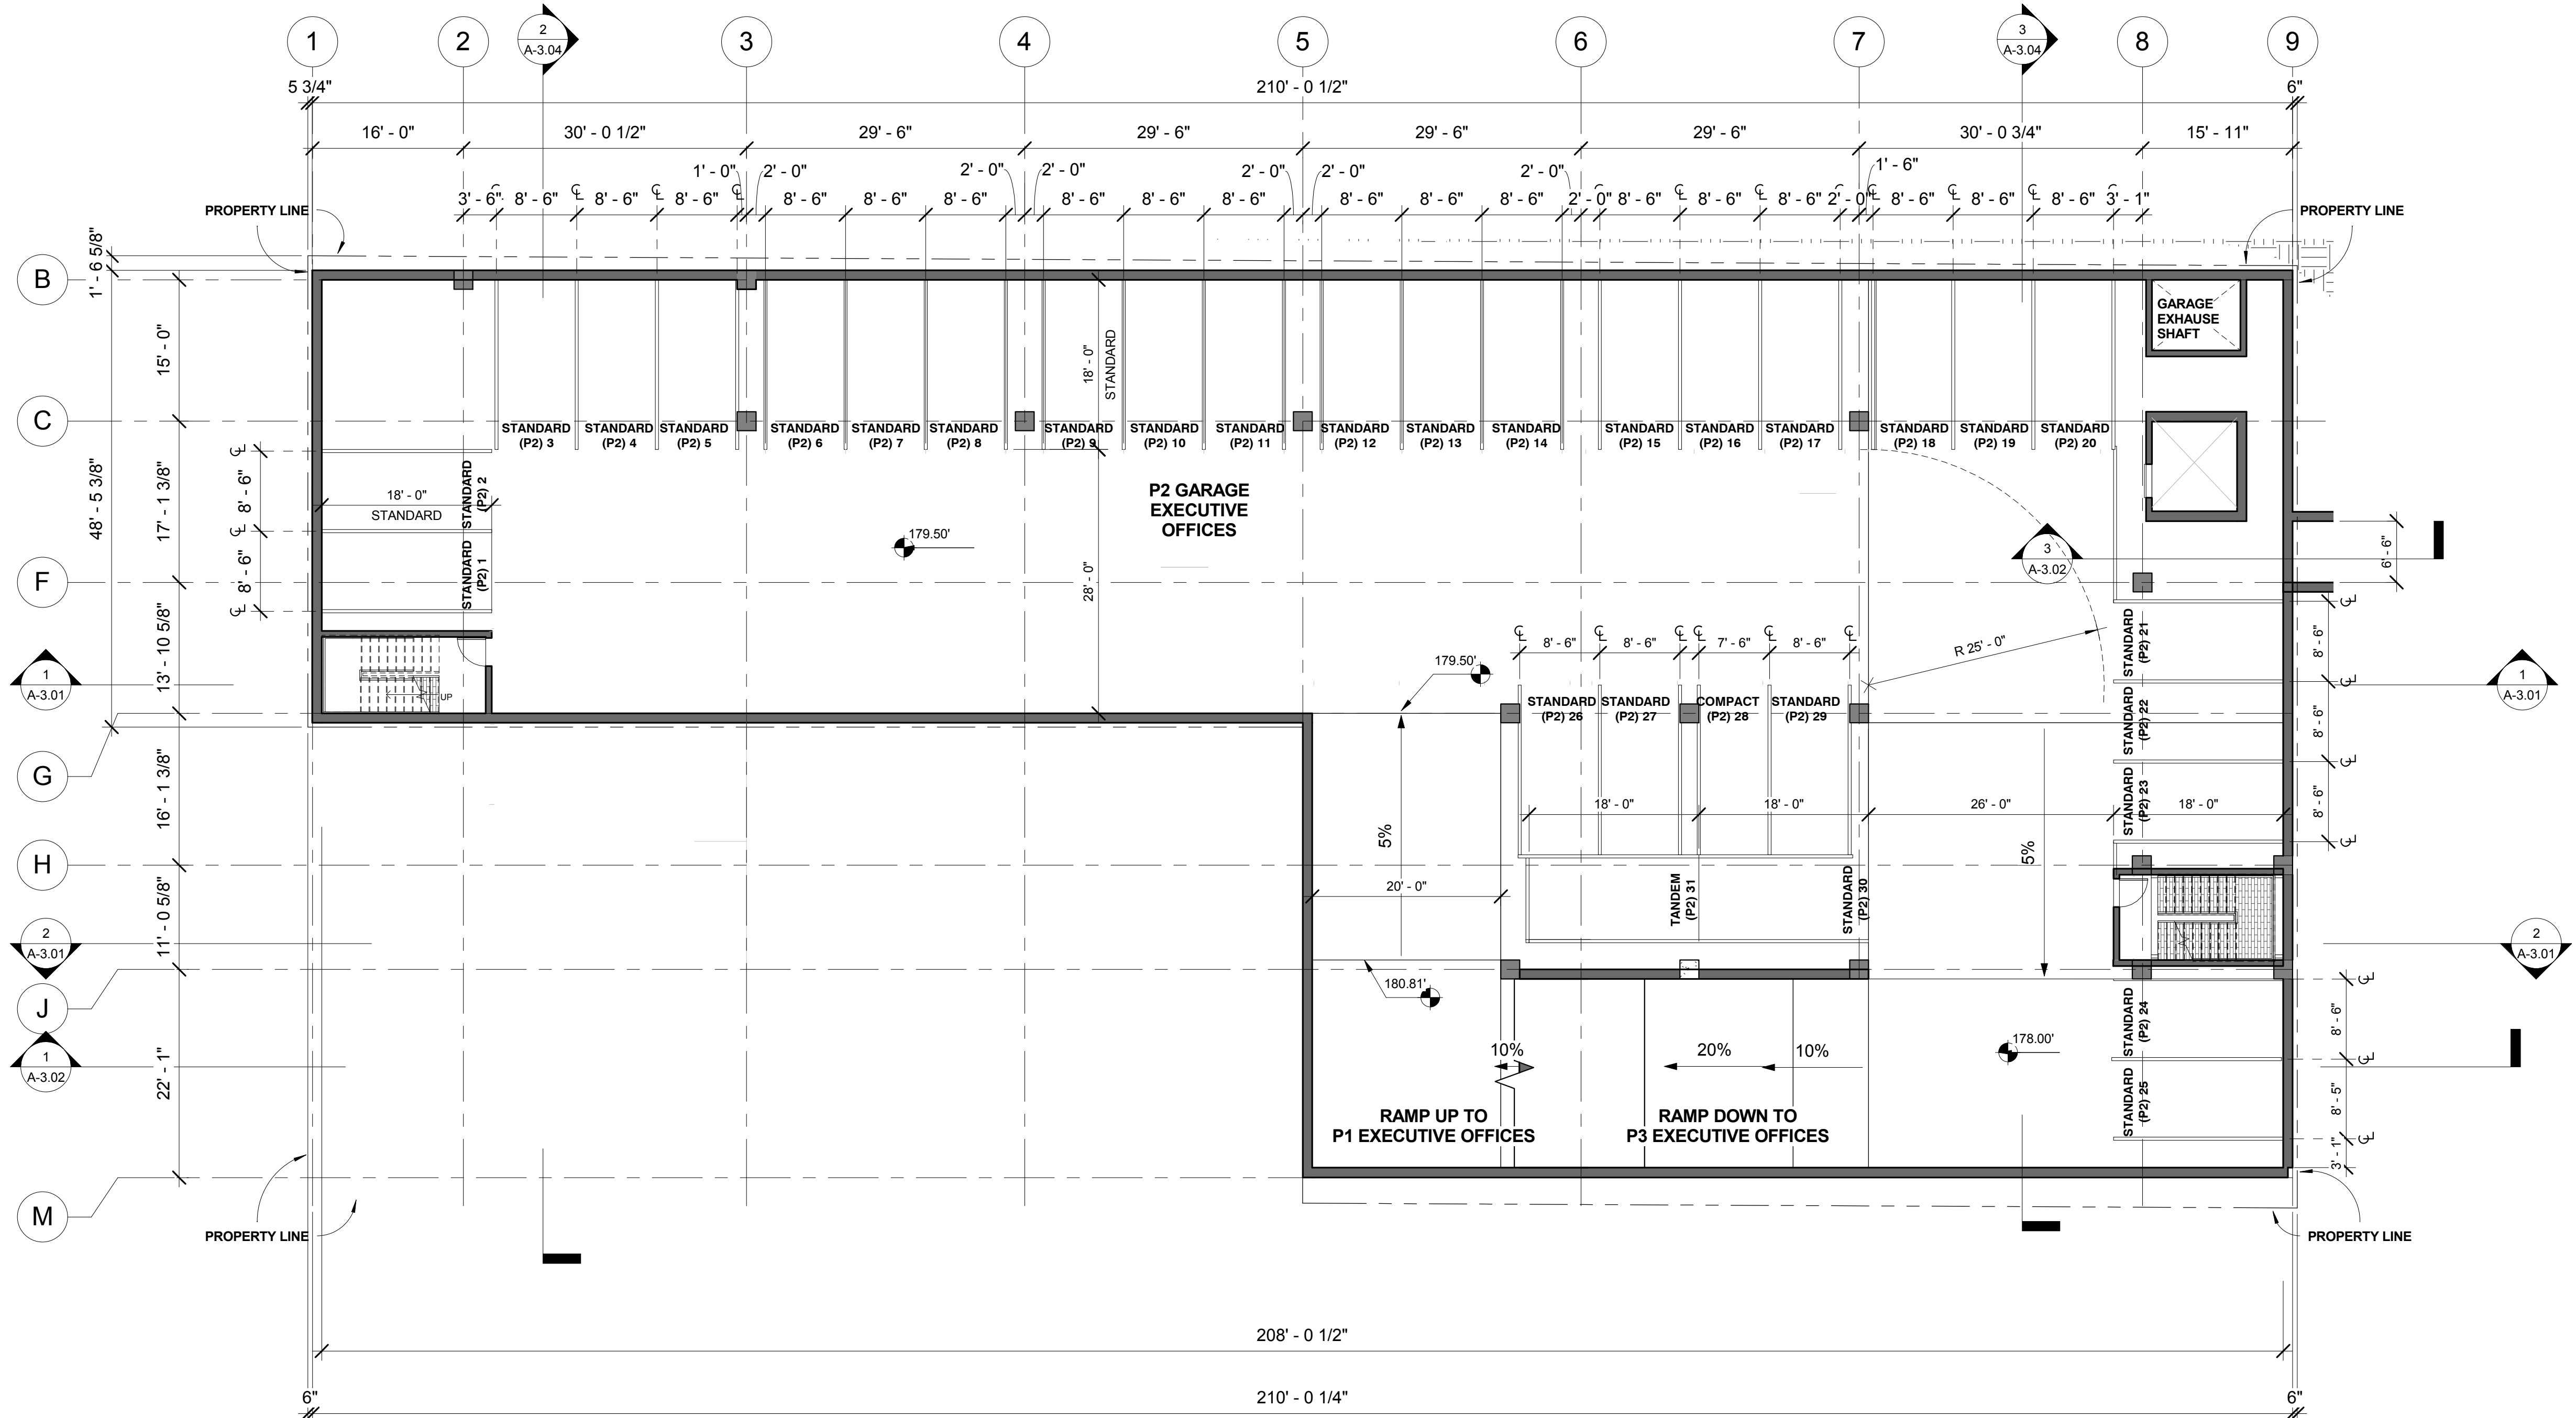 1
2
2
A-3.04
3
4
5
6
7
3
A-3.04
8
9
5 3/4"
210' - 0 1/2"
6"
16' - 0"
30' - 0 1/2"
29' - 6"
29' - 6"
29' - 6"
29' - 6"
30' - 0 3/4"
15' - 11"
1' - 0"
2' - 0"
2' - 0"
2' - 0"
2' - 0"
2' - 0"
2' - 0"
1' - 6"
3' - 6"
8' - 6"
8' - 6"
8' - 6"
8' - 6"
8' - 6"
8' - 6"
8' - 6"
8' - 6"
8' - 6"
8' - 6"
8' - 6"
8' - 6"
2' - 0"
8' - 6"
8' - 6"
8' - 6"
2' - 0"
8' - 6"
8' - 6"
8' - 6"
3' - 1"
PROPERTY LINE
PROPERTY LINE
1' - 6 5/8"
B
15' - 0"
C
48' - 5 3/8"
17' - 1 3/8"
8' - 6"
8' - 6"
F
13' - 10 5/8"
1
A-3.01
G
16' - 1 3/8"
H
11' - 0 5/8"
2
A-3.01
J
1
A-3.02
22' - 1"
M
GARAGE
EXHAUSE
SHAFT
18' - 0"
STANDARD
STANDARD
(P2) 3
STANDARD
(P2) 4
STANDARD
(P2) 5
STANDARD
(P2) 6
STANDARD
(P2) 7
STANDARD
(P2) 8
STANDARD
(P2) 9
STANDARD
(P2) 10
STANDARD
(P2) 11
STANDARD
(P2) 12
STANDARD
(P2) 13
STANDARD
(P2) 14
STANDARD
(P2) 15
STANDARD
(P2) 16
STANDARD
(P2) 17
STANDARD
(P2) 18
STANDARD
(P2) 19
STANDARD
(P2) 20
18' - 0"
STANDARD
STANDARD
(P2) 2
STANDARD
(P2) 1
P2 GARAGE
EXECUTIVE
OFFICES
179.50'
28' - 0"
3
A-3.02
6' - 6"
UP
179.50'
8' - 6"
8' - 6"
7' - 6"
8' - 6"
R 25' - 0"
STANDARD
(P2) 21
8' - 6"
1
A-3.01
STANDARD
(P2) 26
STANDARD
(P2) 27
COMPACT
(P2) 28
STANDARD
(P2) 29
STANDARD
(P2) 22
8' - 6"
STANDARD
(P2) 23
8' - 6"
18' - 0"
18' - 0"
26' - 0"
18' - 0"
5%
5%
20' - 0"
TANDEM
(P2) 31
STANDARD
(P2) 30
2
A-3.01
180.81'
STANDARD
(P2) 24
8' - 6"
178.00'
10%
20%
10%
STANDARD
(P2) 25
8' - 5"
3' - 1"
RAMP UP TO
P1 EXECUTIVE OFFICES
RAMP DOWN TO
P3 EXECUTIVE OFFICES
PROPERTY LINE
PROPERTY LINE
208' - 0 1/2"
6"
210' - 0 1/4"
6"